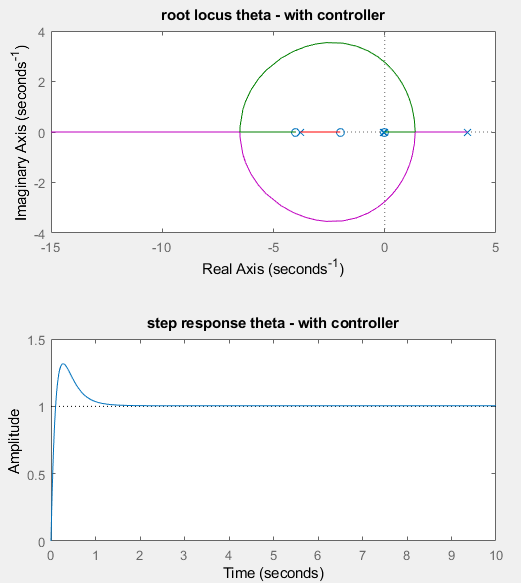 root locus theta - with controller
4
2
0
-2
-4
Imaginary Axis (seconds⁻¹)
-15 -10 -5 0 5
Real Axis (seconds⁻¹)
step response theta - with controller
1.5
1
0.5
0
Amplitude
0 1 2 3 4 5 6 7 8 9 10
Time (seconds)